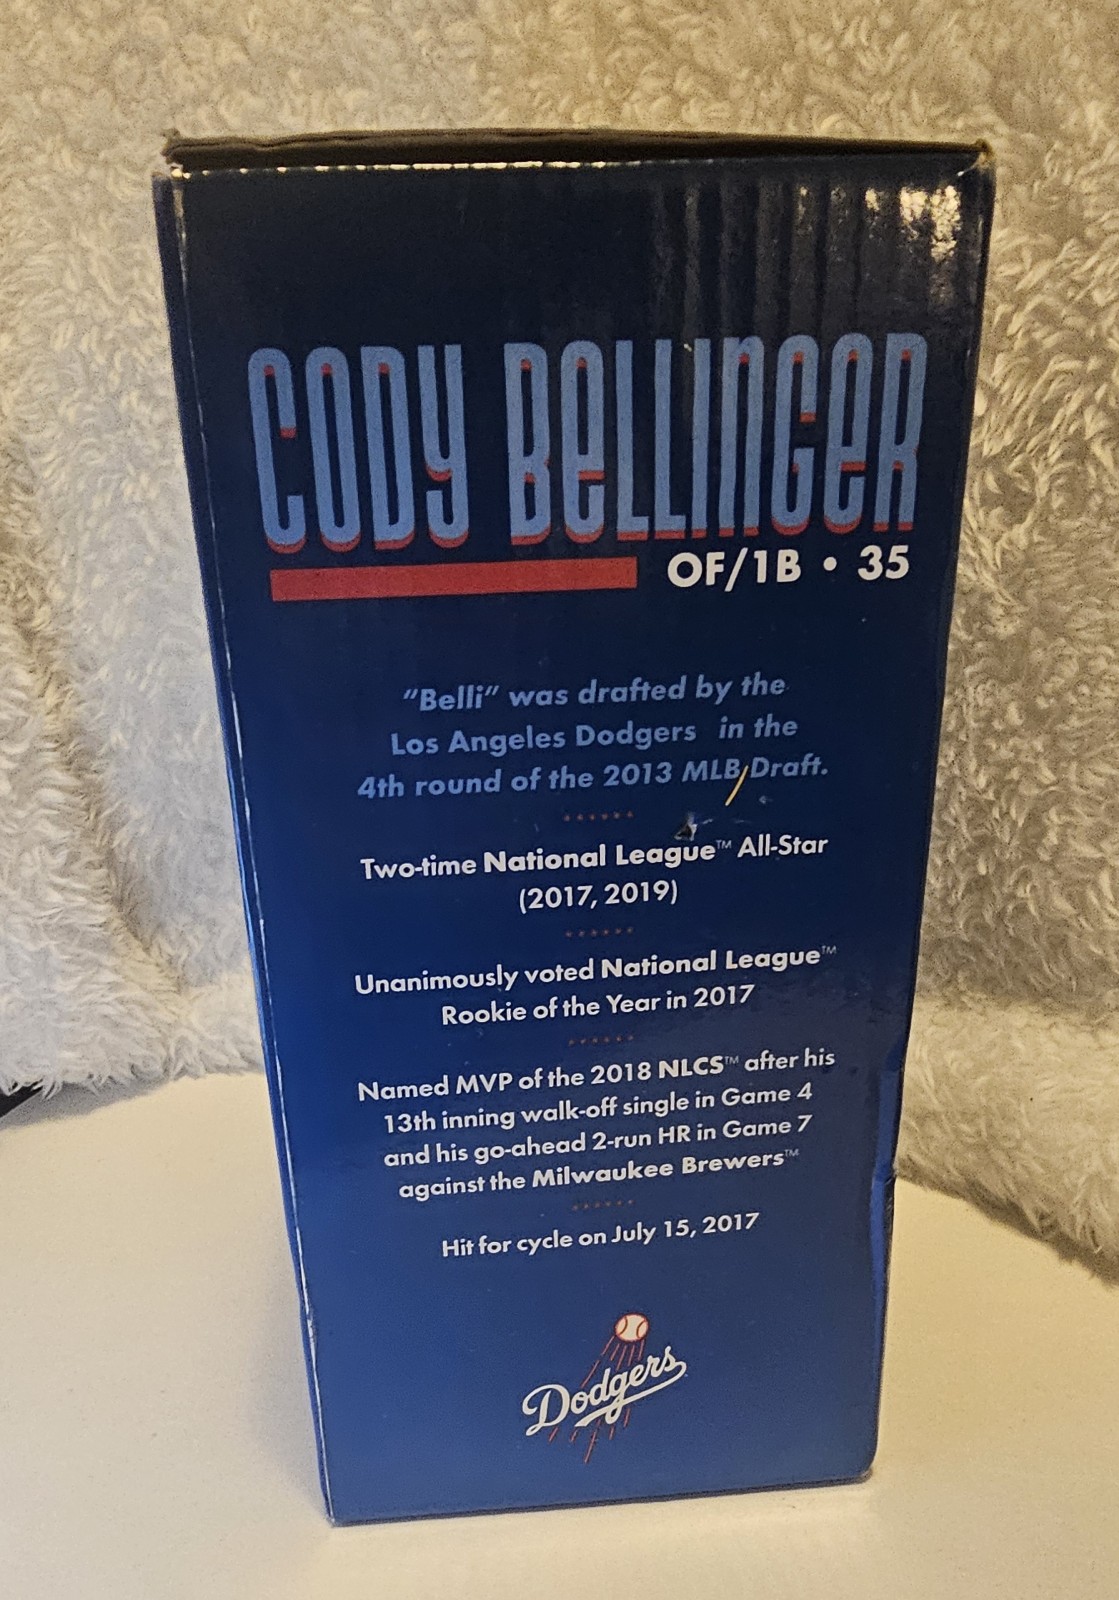 CODY BELLINGER
OF/1B • 35
"Belli" was drafted by the
Los Angeles Dodgers in the
4th round of the 2013 MLB Draft.
Two-time National League™ All-Star
(2017, 2019)
Unanimously voted National League™
Rookie of the Year in 2017
Named MVP of the 2018 NLCS™ after his
13th inning walk-off single in Game 4
and his go-ahead 2-run HR in Game 7
against the Milwaukee Brewers™
Hit for cycle on July 15, 2017
Dodgers